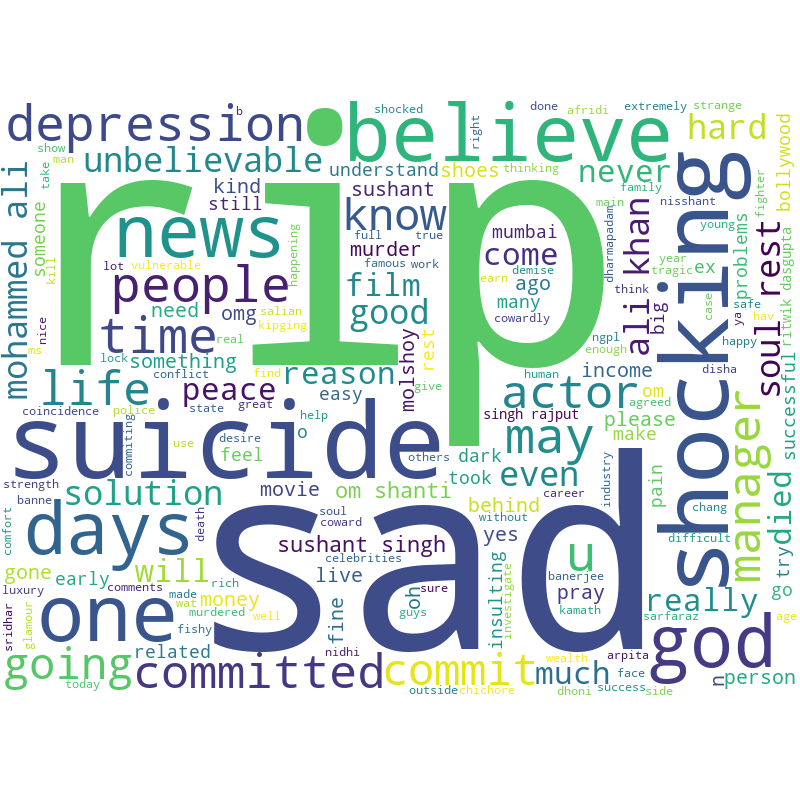 rip
sad
suicide
shocking
believe
depression
news
people
time
life
days
one
god
actor
may
know
committed
commit
going
manager
solution
unbelievable
hard
never
mohammed ali
ali khan
soul rest
died
film
good
come
even
really
much
will
u
reason
peace
sushant singh
om shanti
something
someone
problems
successful
bollywood
understand
shoes
sushant
murder
mumbai
kind
still
omg
need
ago
many
ex
big
income
om
please
make
molshoy
rest
easy
feel
o
singh rajput
dark
took
behind
movie
live
yes
pray
insulting
oh
fine
money
related
early
gone
pain
try
go
person
n
shocked
done
afridi
extremely
strange
right
thinking
family
nisshant
fighter
b
show
man
take
kill
ms
nice
lot
vulnerable
happening
full
true
famous
work
demise
earn
cowardly
main
young
dharmapadam
year
tragic
think
case
ya
safe
hav
happy
disha
ritwik dasgupta
salian
real
kipging
lock
conflict
find
state
great
give
human
ngpl
enough
agreed
coincidence
police
commiting
use
desire
help
others
career
industry
strength
banne
comfort
death
soul
coward
without
celebrities
chang
difficult
luxury
comments
made
rich
wat
murdered
well
sure
guys
investigate
banerjee
kamath
sarfaraz
age
sridhar
glamour
fishy
nidhi
wealth
arpita
face
today
outside
chichore
dhoni
success
side